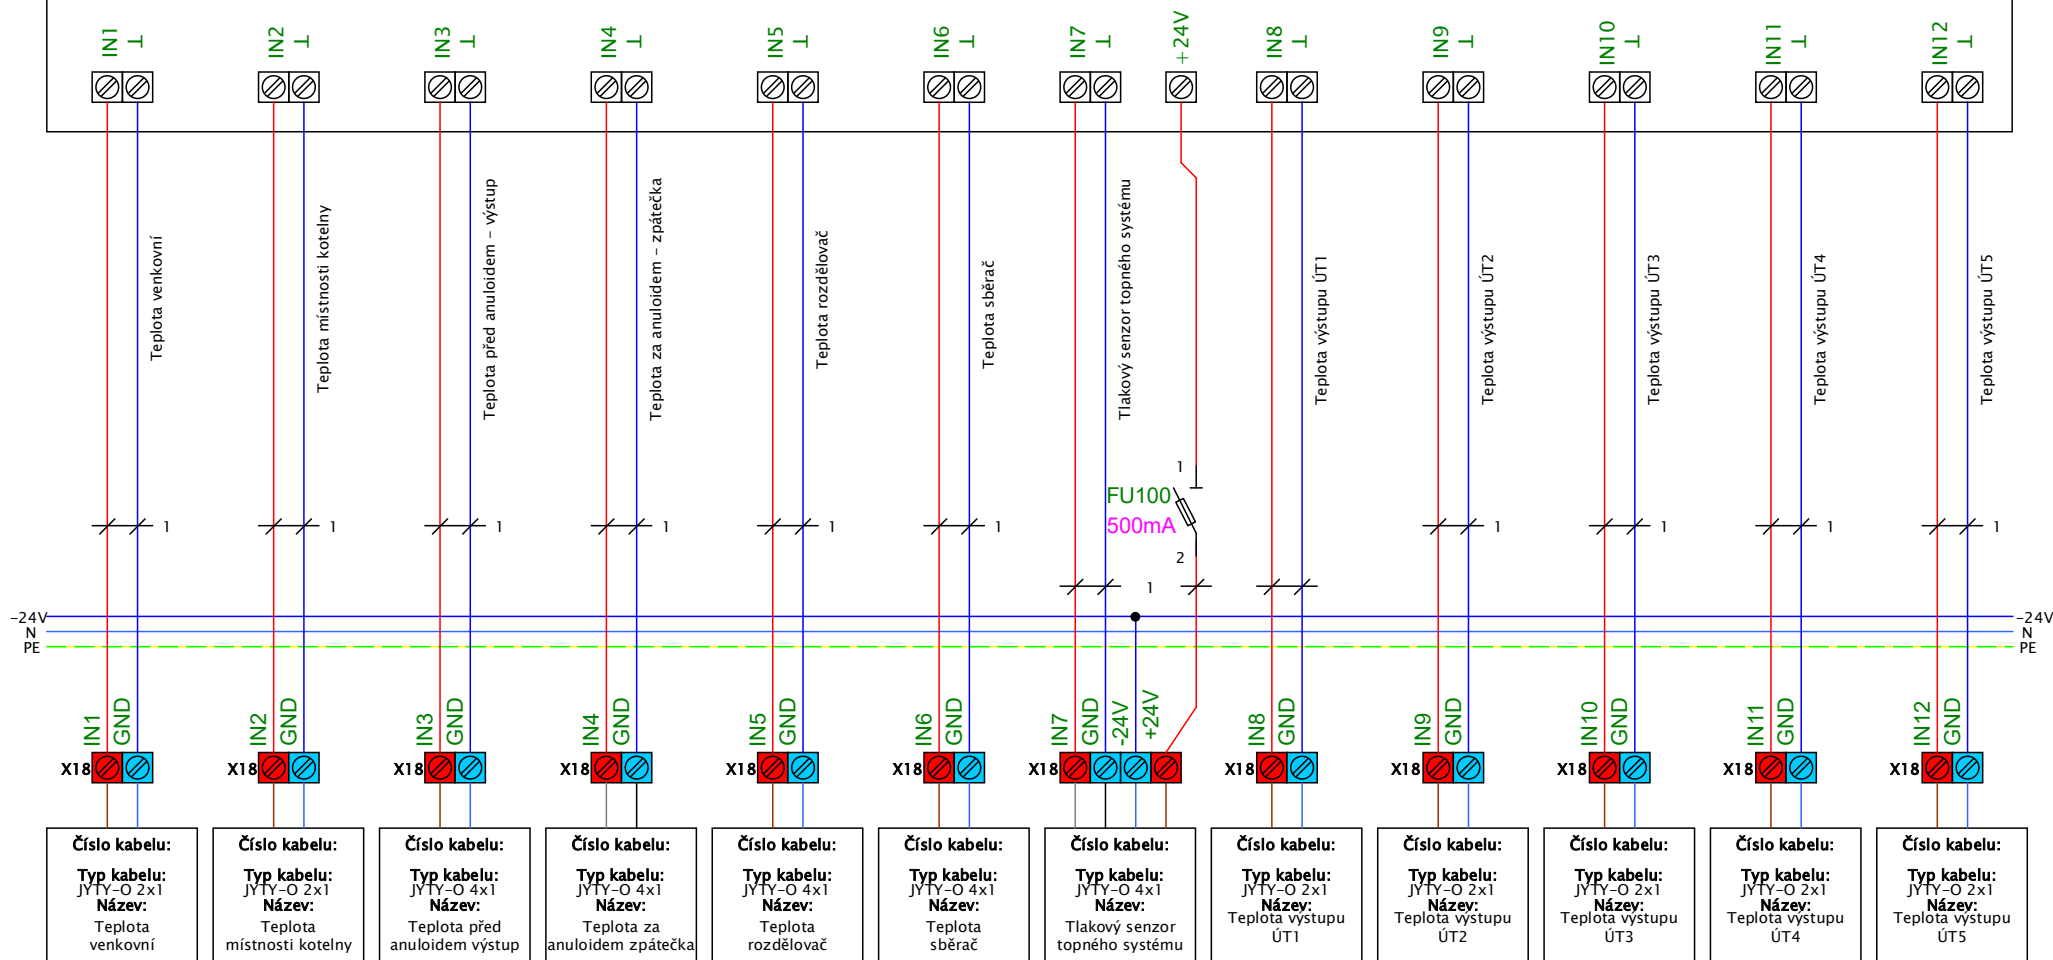 IN1 ⊥ IN2 ⊥ IN3 ⊥ IN4 ⊥ IN5 ⊥ IN6 ⊥ IN7 ⊥ +24V IN8 ⊥ IN9 ⊥ IN10 ⊥ IN11 ⊥ IN12 ⊥
Teplota venkovní
Teplota místnosti kotelny
Teplota před anuloidem - výstup
Teplota za anuloidem - zpátečka
Teplota rozdělovač
Teplota sběrač
Tlakový senzor topného systému
Teplota výstupu ÚT1
Teplota výstupu ÚT2
Teplota výstupu ÚT3
Teplota výstupu ÚT4
Teplota výstupu ÚT5
1
FU100
500mA
2
1 1 1 1 1 1 1 1 1 1
1
-24V -24V
N N
PE PE
IN1 GND IN2 GND IN3 GND IN4 GND IN5 GND IN6 GND IN7 GND -24V +24V IN8 GND IN9 GND IN10 GND IN11 GND IN12 GND
X18 X18 X18 X18 X18 X18 X18 X18 X18 X18 X18 X18
Číslo kabelu:
Typ kabelu:
JYTY-O 2x1
Název:
Teplota
venkovní
Číslo kabelu:
Typ kabelu:
JYTY-O 2x1
Název:
Teplota
místnosti kotelny
Číslo kabelu:
Typ kabelu:
JYTY-O 4x1
Název:
Teplota před
anuloidem výstup
Číslo kabelu:
Typ kabelu:
JYTY-O 4x1
Název:
Teplota za
anuloidem zpátečka
Číslo kabelu:
Typ kabelu:
JYTY-O 4x1
Název:
Teplota
rozdělovač
Číslo kabelu:
Typ kabelu:
JYTY-O 4x1
Název:
Teplota
sběrač
Číslo kabelu:
Typ kabelu:
JYTY-O 4x1
Název:
Tlakový senzor
topného systému
Číslo kabelu:
Typ kabelu:
JYTY-O 2x1
Název:
Teplota výstupu
ÚT1
Číslo kabelu:
Typ kabelu:
JYTY-O 2x1
Název:
Teplota výstupu
ÚT2
Číslo kabelu:
Typ kabelu:
JYTY-O 2x1
Název:
Teplota výstupu
ÚT3
Číslo kabelu:
Typ kabelu:
JYTY-O 2x1
Název:
Teplota výstupu
ÚT4
Číslo kabelu:
Typ kabelu:
JYTY-O 2x1
Název:
Teplota výstupu
ÚT5